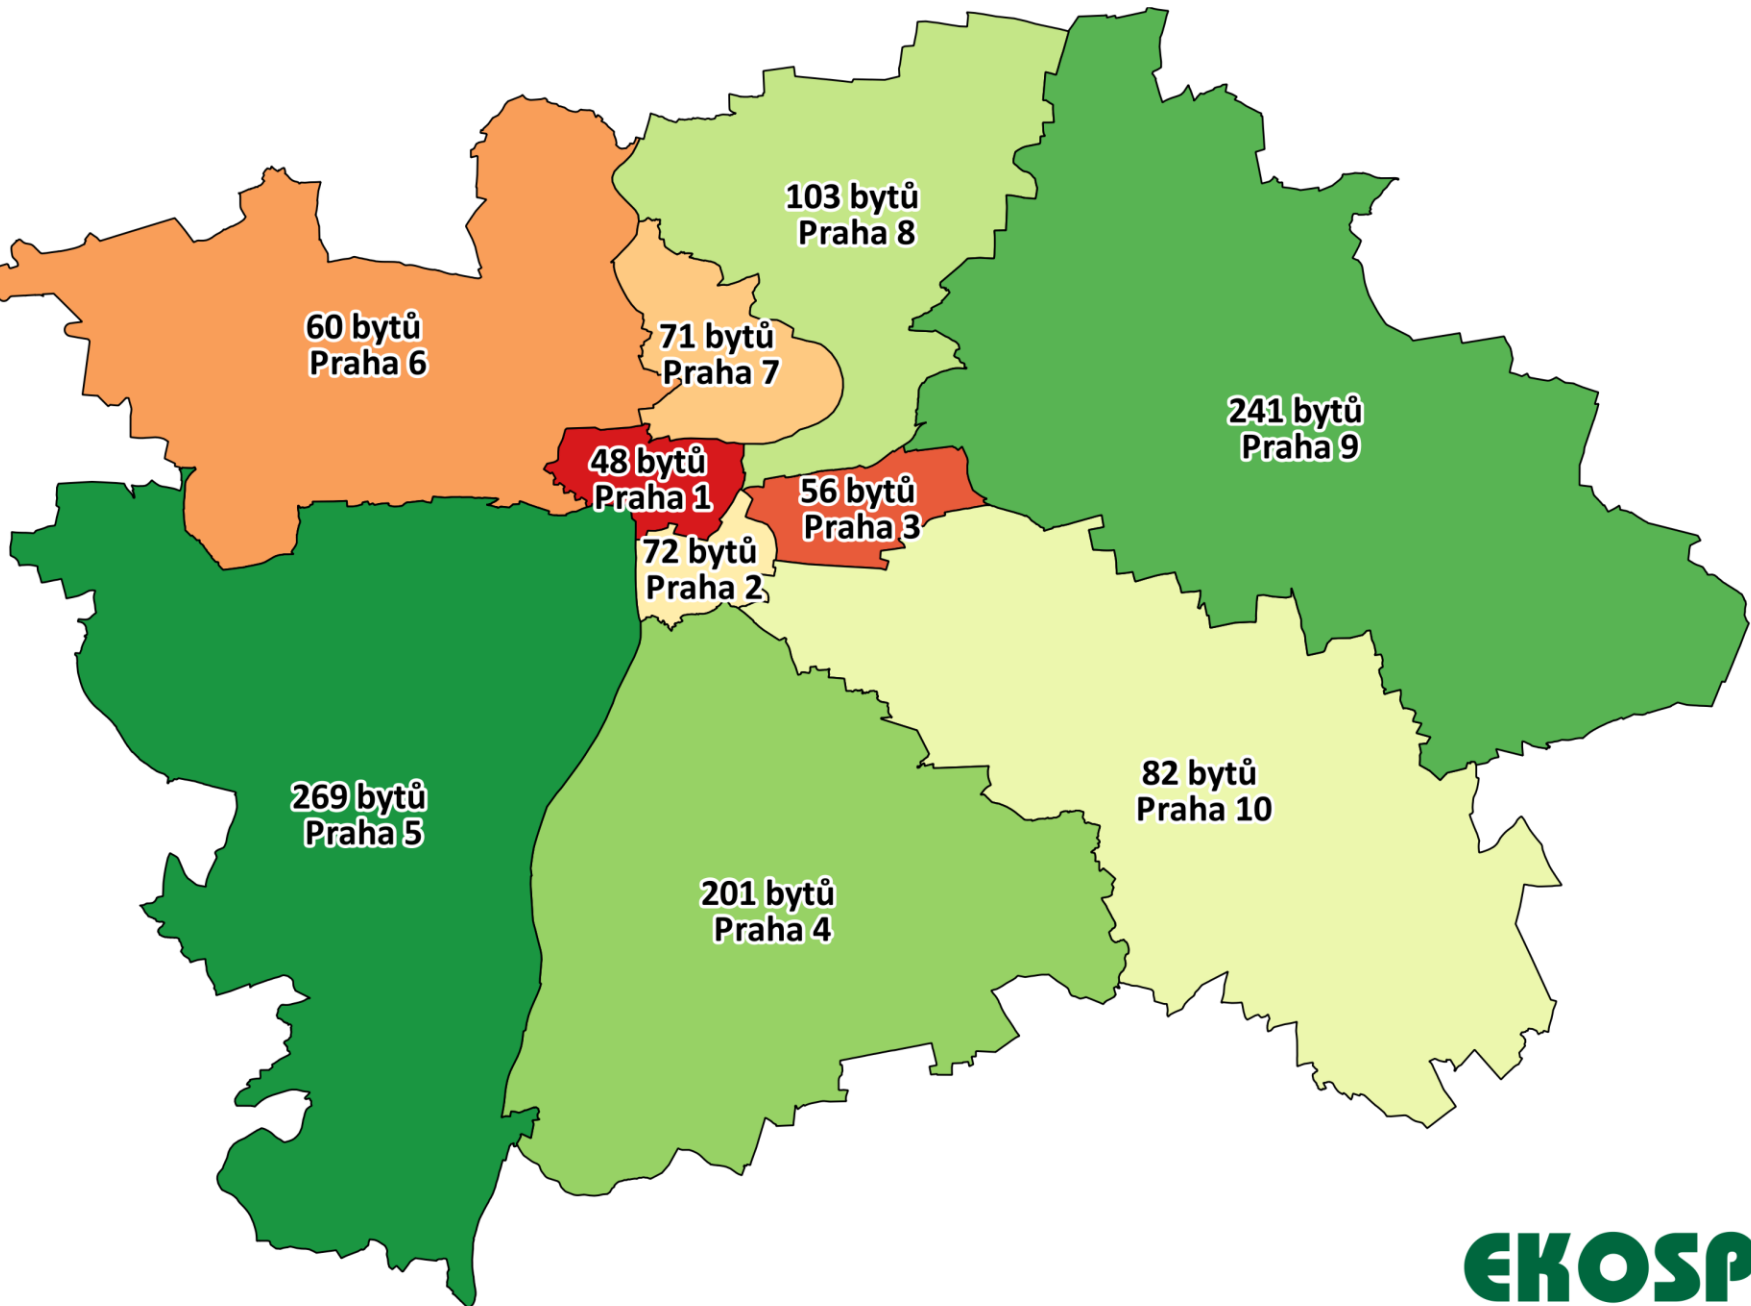 103 bytů
Praha 8
60 bytů
Praha 6
71 bytů
Praha 7
241 bytů
Praha 9
48 bytů
Praha 1
56 bytů
Praha 3
72 bytů
Praha 2
269 bytů
Praha 5
82 bytů
Praha 10
201 bytů
Praha 4
EKOSP